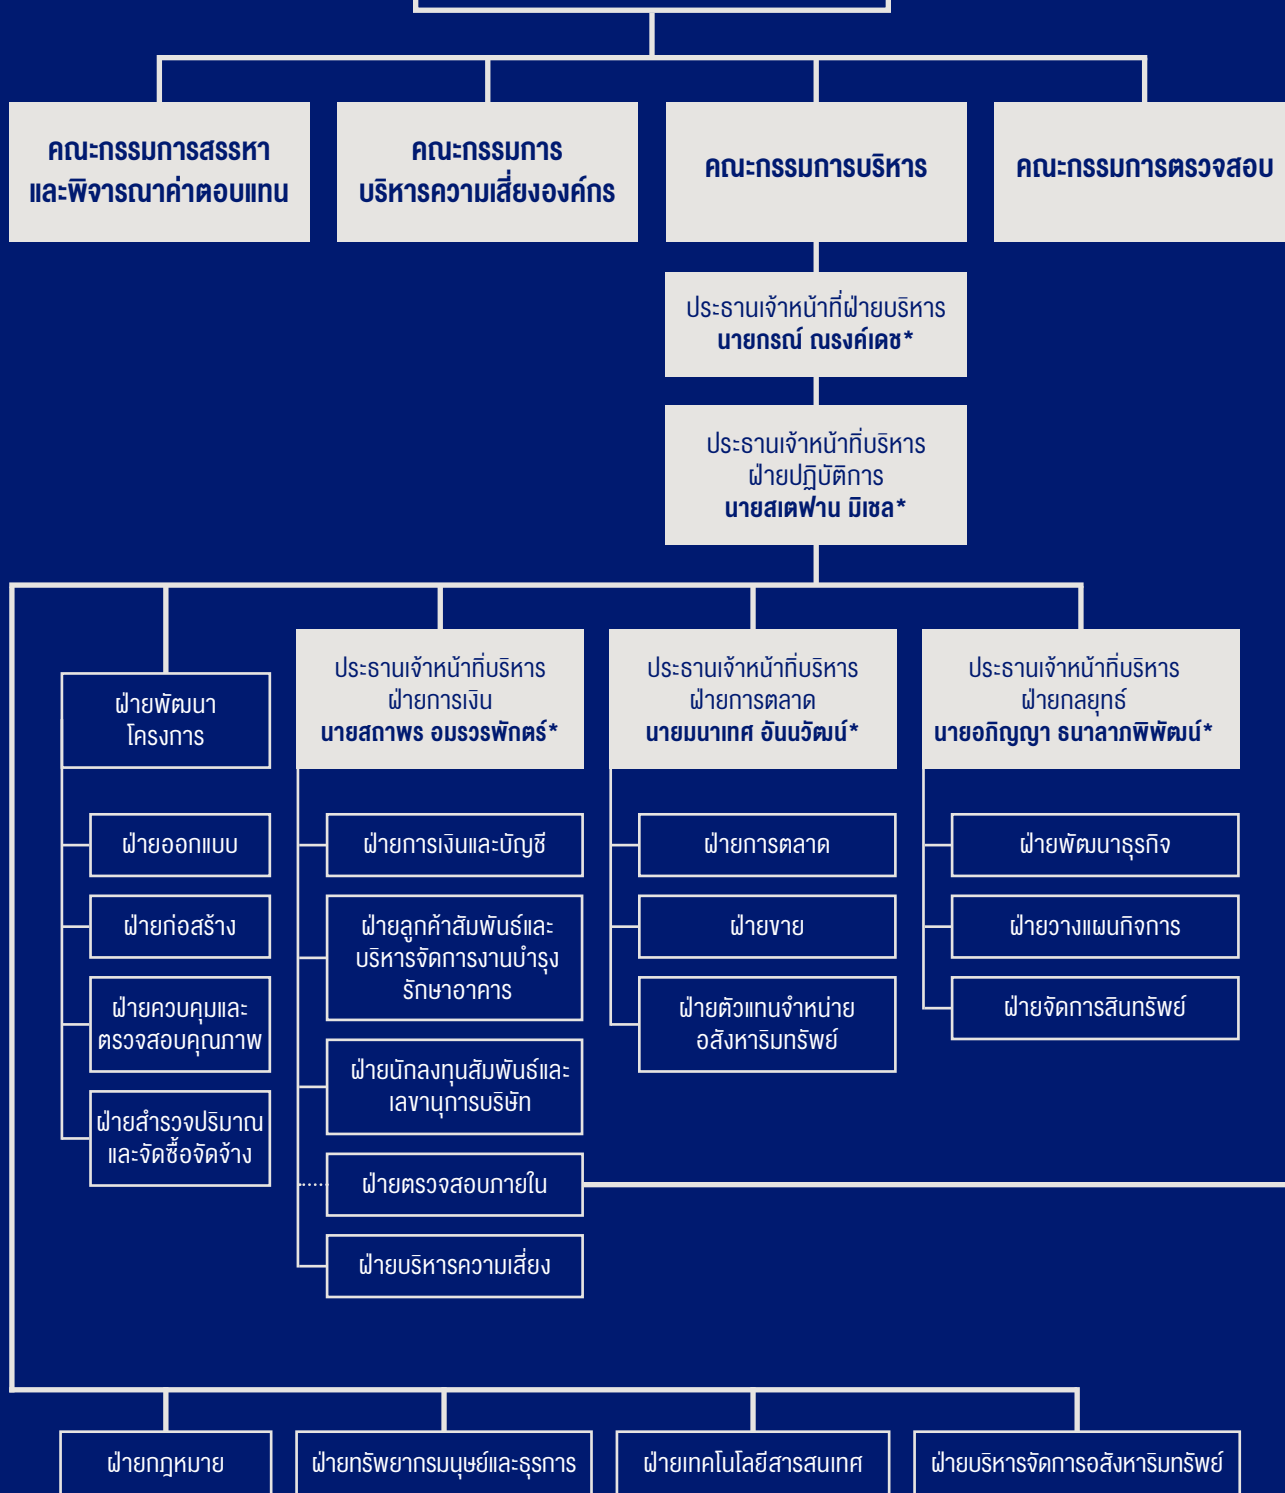 คณะกรรมการสรรหา
และพิจารณาค่าตอบแทน
คณะกรรมการ
บริหารความเสี่ยงองค์กร
คณะกรรมการบริหาร
คณะกรรมการตรวจสอบ
ประธานเจ้าหน้าที่ฝ่ายบริหาร
นายกรณ์ ณรงค์เดช*
ประธานเจ้าหน้าที่บริหาร
ฝ่ายปฏิบัติการ
นายสเตฟาน มิเชล*
ฝ่ายพัฒนา
โครงการ
ฝ่ายออกแบบ
ฝ่ายก่อสร้าง
ฝ่ายควบคุมและ
ตรวจสอบคุณภาพ
ฝ่ายสำรวจปริมาณ
และจัดซื้อจัดจ้าง
ประธานเจ้าหน้าที่บริหาร
ฝ่ายการเงิน
นายสถาพร อมรวรพักตร์*
ฝ่ายการเงินและบัญชี
ฝ่ายลูกค้าสัมพันธ์และ
บริหารจัดการงานบำรุง
รักษาอาคาร
ฝ่ายนักลงทุนสัมพันธ์และ
เลขานุการบริษัท
ฝ่ายตรวจสอบภายใน
ฝ่ายบริหารความเสี่ยง
ประธานเจ้าหน้าที่บริหาร
ฝ่ายการตลาด
นายมนาเทศ อันนวัฒน์*
ฝ่ายการตลาด
ฝ่ายขาย
ฝ่ายตัวแทนจำหน่าย
อสังหาริมทรัพย์
ประธานเจ้าหน้าที่บริหาร
ฝ่ายกลยุทธ์
นายอภิญญา ธนาลาภพิพัฒน์*
ฝ่ายพัฒนาธุรกิจ
ฝ่ายวางแผนกิจการ
ฝ่ายจัดการสินทรัพย์
ฝ่ายกฎหมาย
ฝ่ายทรัพยากรมนุษย์และธุรการ
ฝ่ายเทคโนโลยีสารสนเทศ
ฝ่ายบริหารจัดการอสังหาริมทรัพย์